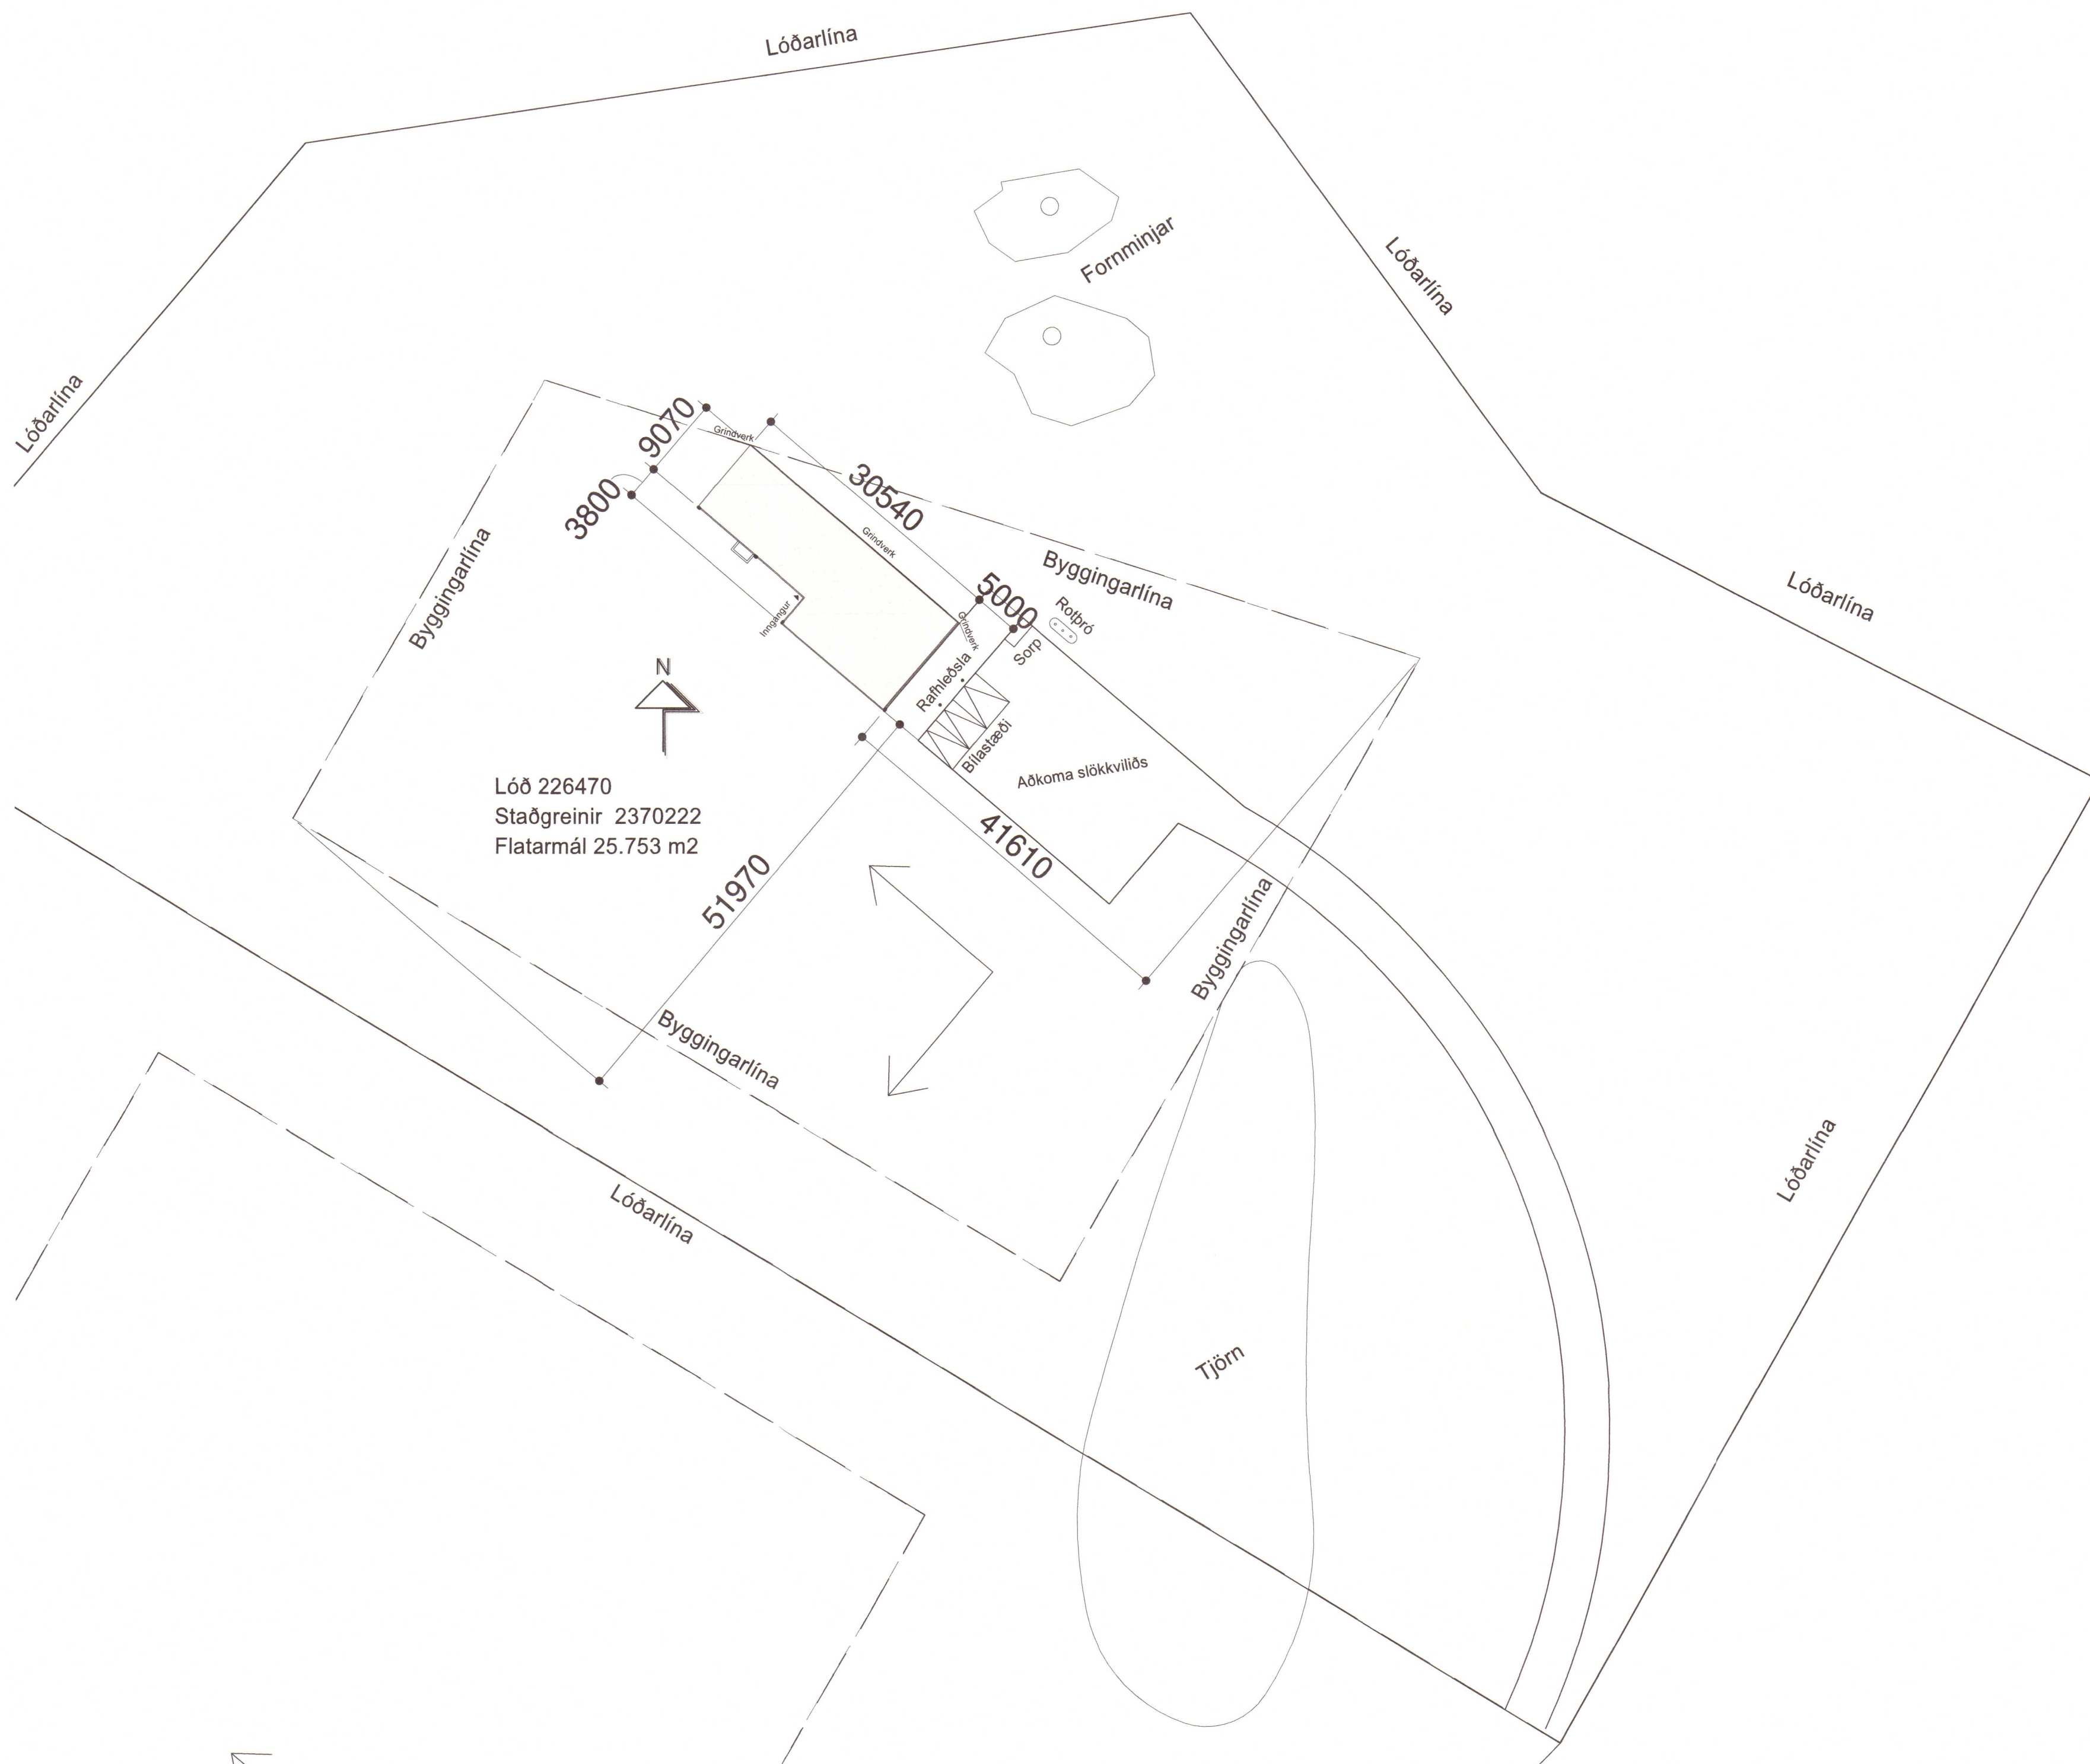 Lóðarlína
Fornminjar
Lóðarlína
Lóðarlína
9070
Grindverk
3800
30540
Grindverk
Byggingarlína
Byggingarlína
Lóðarlína
5000
Rotþró
Grindverk
Sorp
Inngangur
Rafhleðsla
Bílastæði
Aðkoma slökkviliðs
N
Lóð 226470
Staðgreinir 2370222
Flatarmál 25.753 m2
41610
51970
Byggingarlína
Byggingarlína
Lóðarlína
Lóðarlína
Tjörn